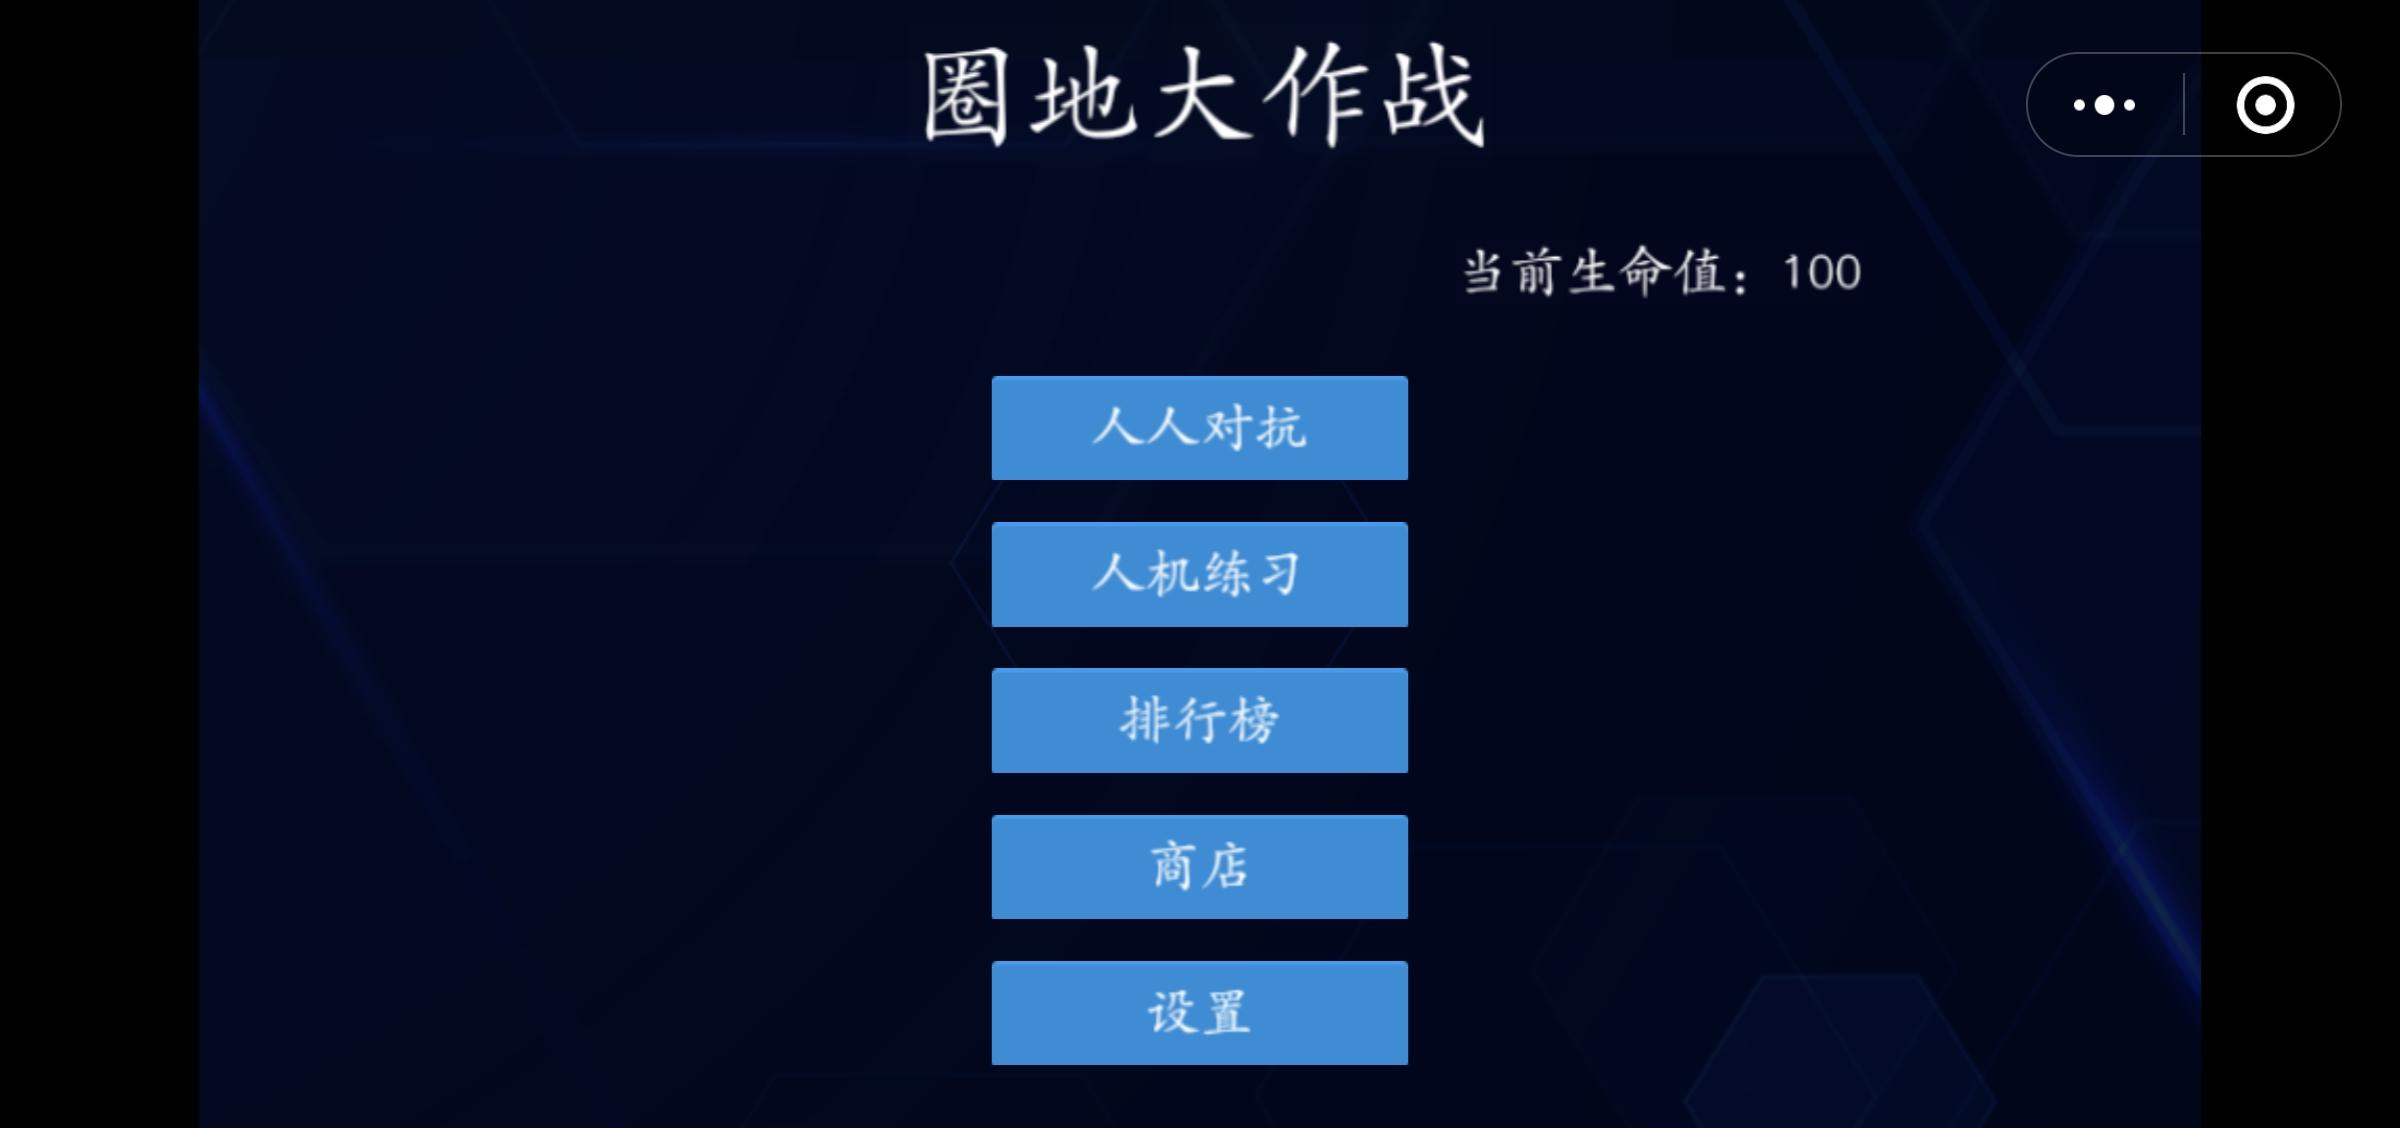 圈地大作战
当前生命值：100
人人对抗
人机练习
排行榜
商店
设置